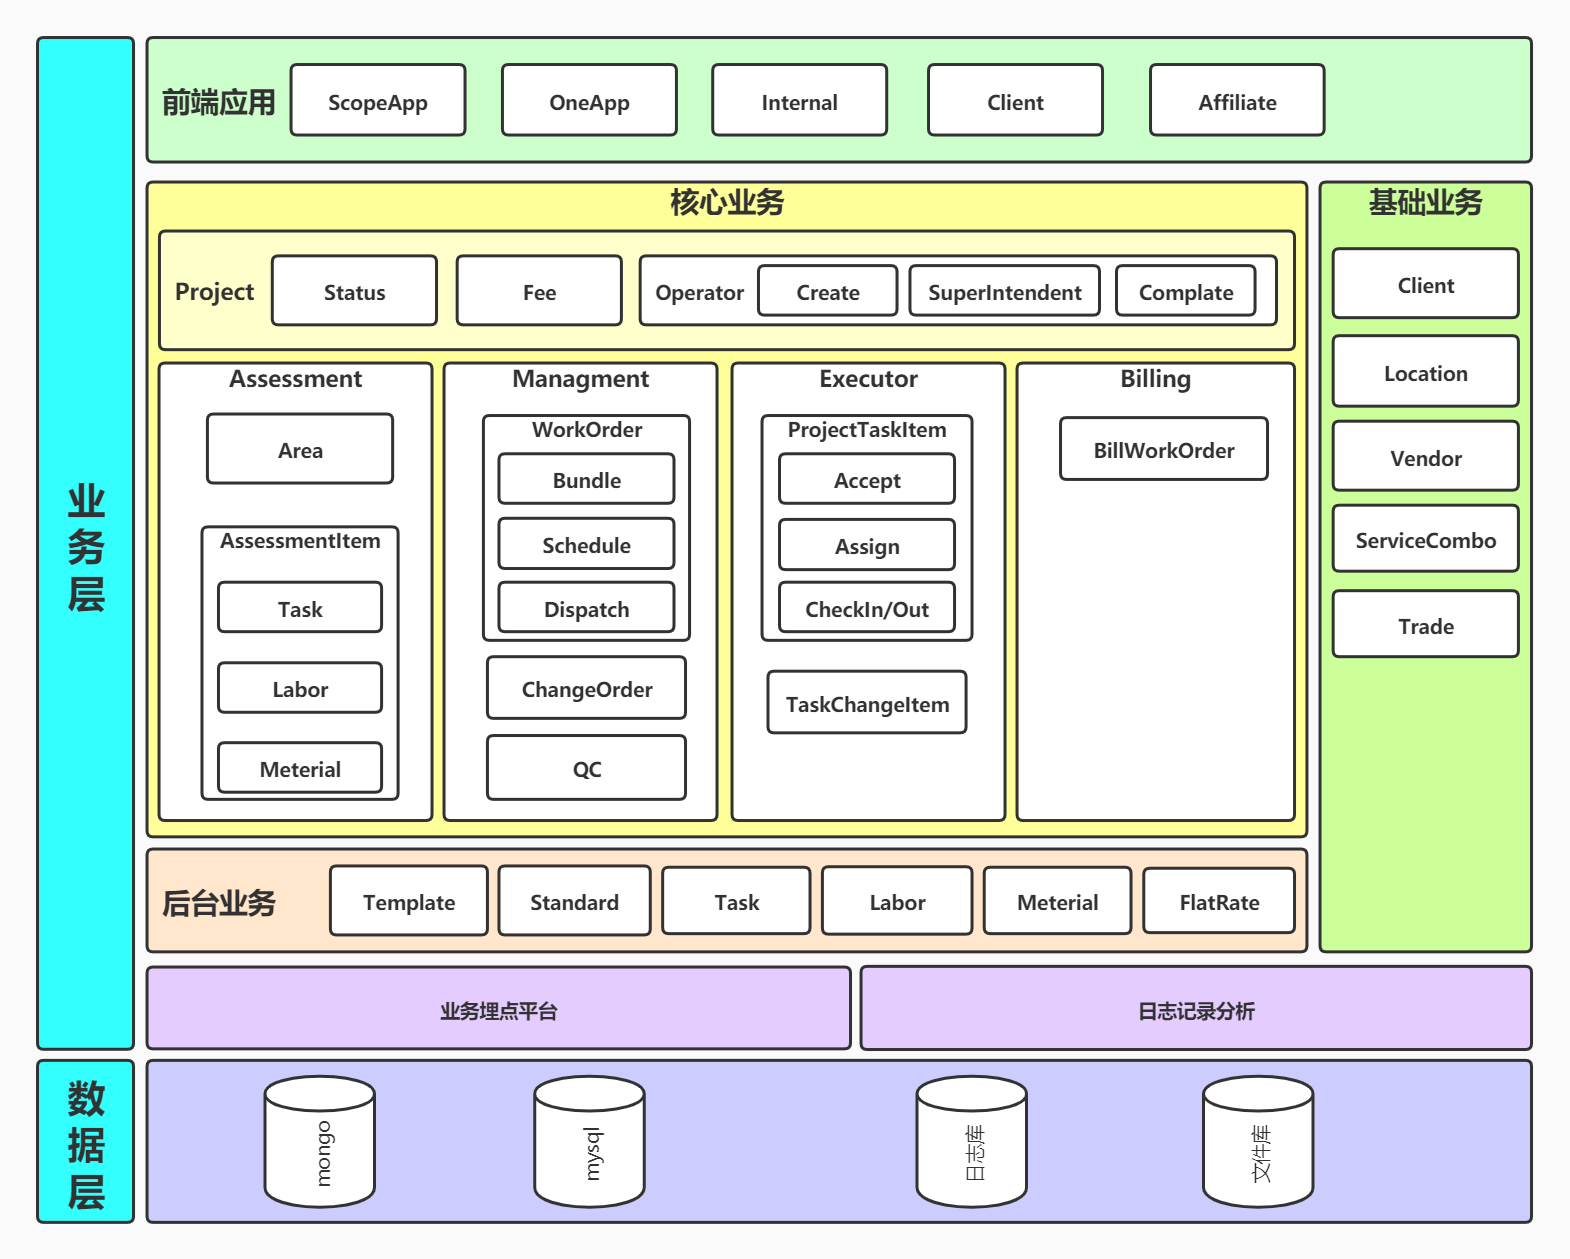 业务层
前端应用
ScopeApp
OneApp
Internal
Client
Affiliate
核心业务
Project
Status
Fee
Operator
Create
SuperIntendent
Complate
Assessment
Area
AssessmentItem
Task
Labor
Meterial
Managment
WorkOrder
Bundle
Schedule
Dispatch
ChangeOrder
QC
Executor
ProjectTaskItem
Accept
Assign
CheckIn/Out
TaskChangeItem
Billing
BillWorkOrder
基础业务
Client
Location
Vendor
ServiceCombo
Trade
后台业务
Template
Standard
Task
Labor
Meterial
FlatRate
业务埋点平台
日志记录分析
数据层
mongo
mysql
日志库
文件库